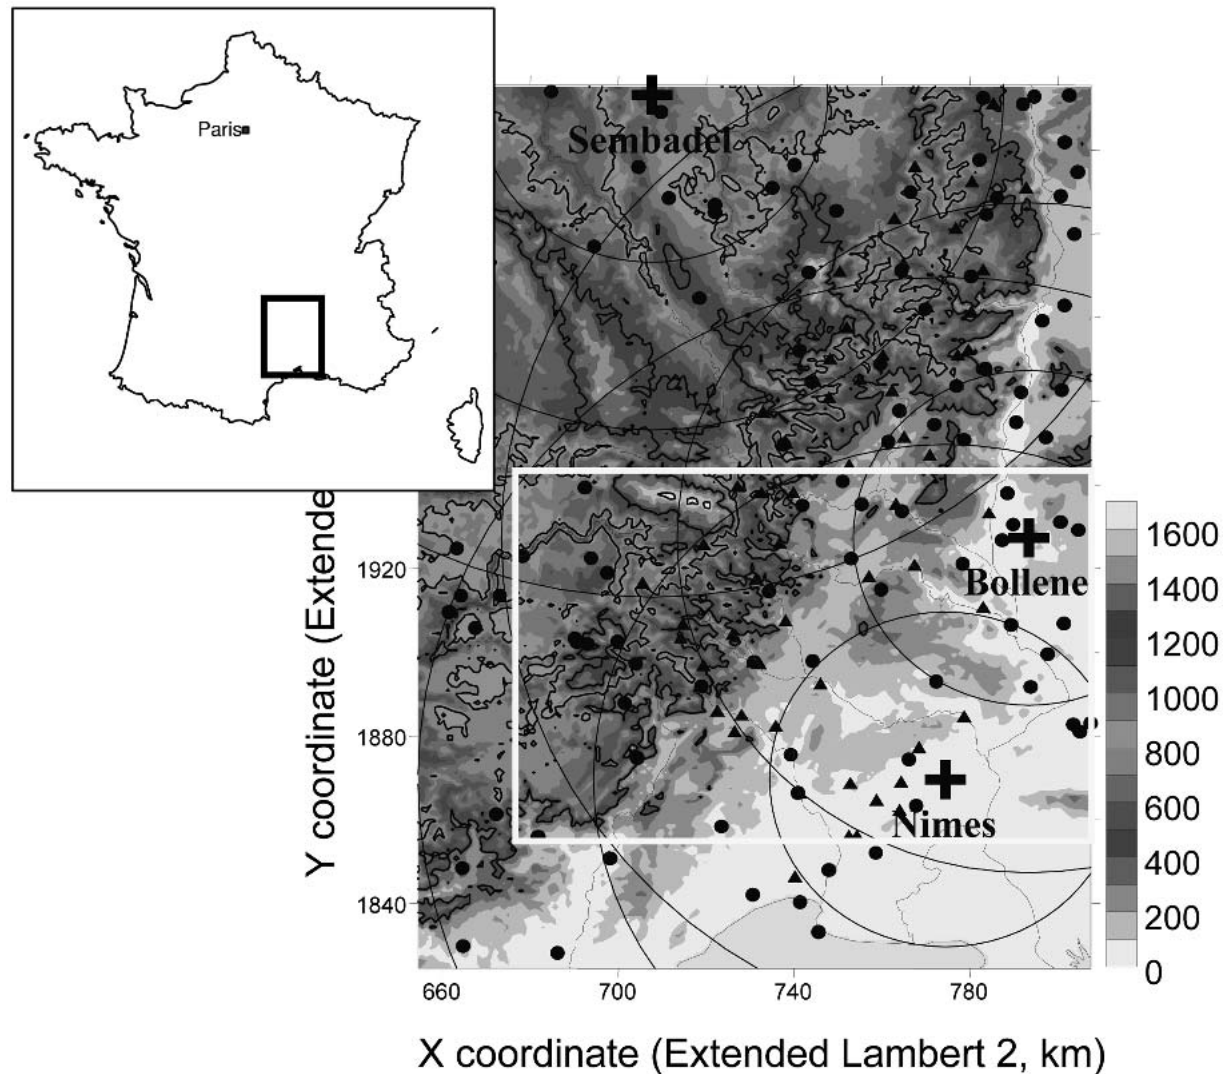 Paris
Sembadel
Bollene
Nimes
Y coordinate (Extende
1920
1880
1840
660
700
740
780
X coordinate (Extended Lambert 2, km)
1600
1400
1200
1000
800
600
400
200
0